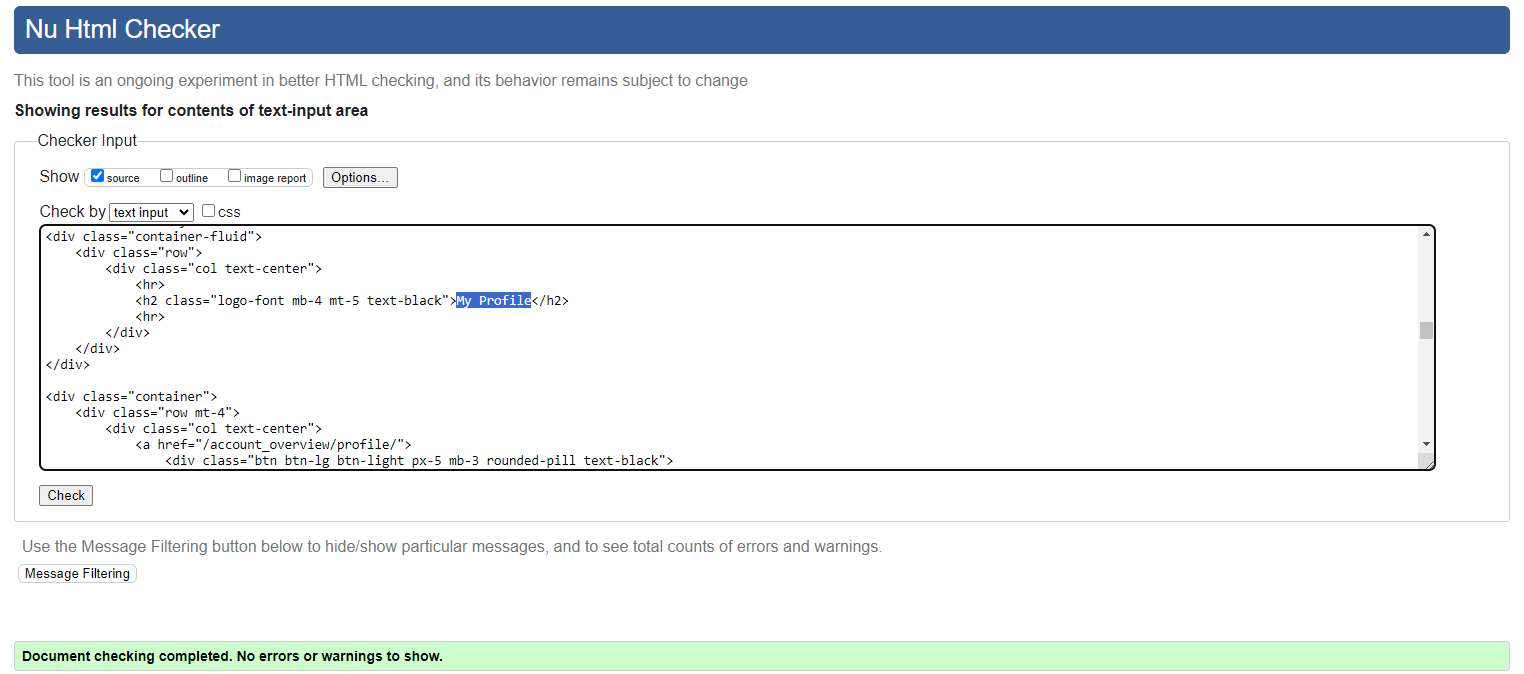 Nu Html Checker
This tool is an ongoing experiment in better HTML checking, and its behavior remains subject to change
Showing results for contents of text-input area
Checker Input
Show source outline image report Options...
Check by text input css
<div class="container-fluid">
    <div class="row">
        <div class="col text-center">
            <hr>
            <h2 class="logo-font mb-4 mt-5 text-black">My Profile</h2>
            <hr>
        </div>
    </div>
</div>
<div class="container">
    <div class="row mt-4">
        <div class="col text-center">
            <a href="/account_overview/profile/">
                <div class="btn btn-lg btn-light px-5 mb-3 rounded-pill text-black">
Check
Use the Message Filtering button below to hide/show particular messages, and to see total counts of errors and warnings.
Message Filtering
Document checking completed. No errors or warnings to show.